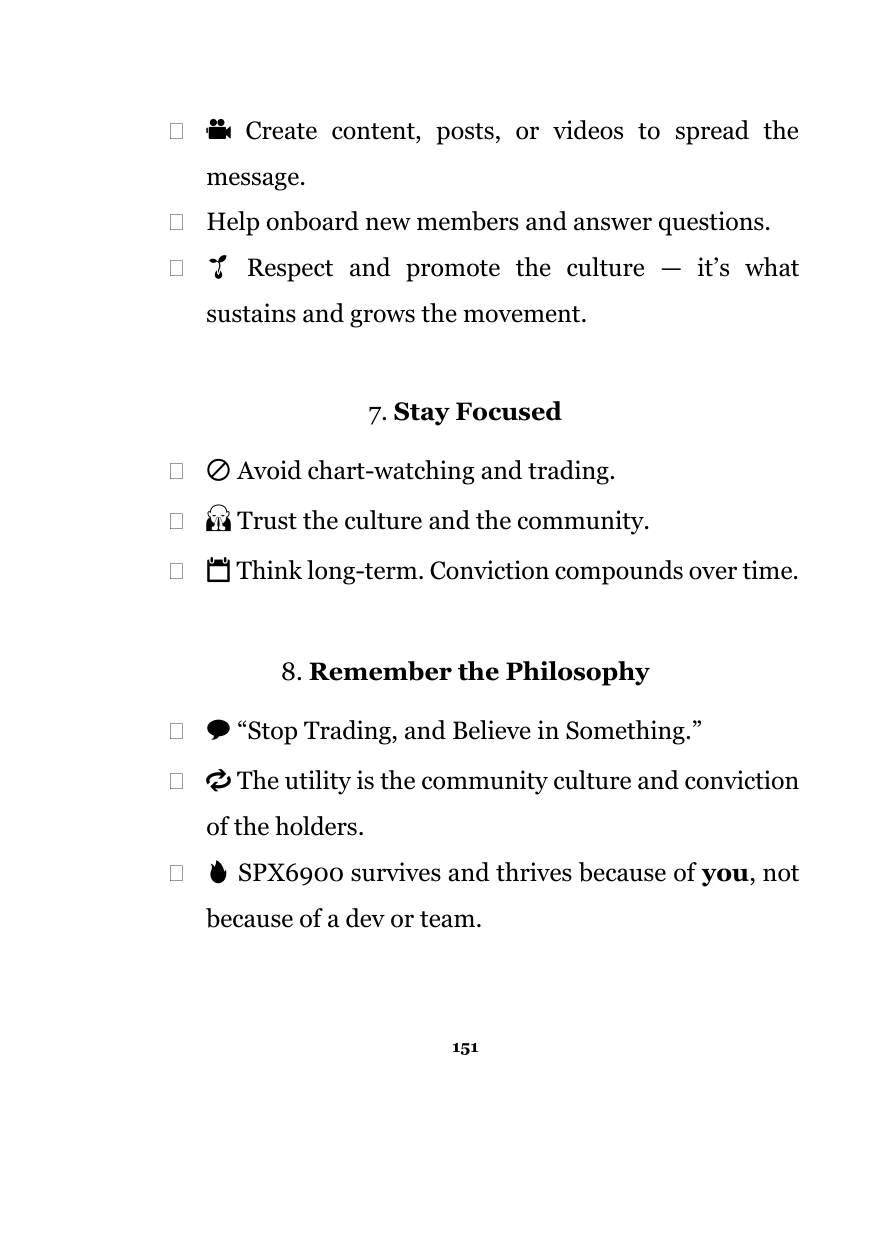 □ 🎥 Create content, posts, or videos to spread the
message.
□ Help onboard new members and answer questions.
□ 🌱 Respect and promote the culture — it’s what
sustains and grows the movement.
7. Stay Focused
□ 🚫 Avoid chart-watching and trading.
□ Trust the culture and the community.
□ Think long-term. Conviction compounds over time.
8. Remember the Philosophy
□ 💬 “Stop Trading, and Believe in Something.”
□ 🔁 The utility is the community culture and conviction
of the holders.
□ 🔥 SPX6900 survives and thrives because of you, not
because of a dev or team.
151